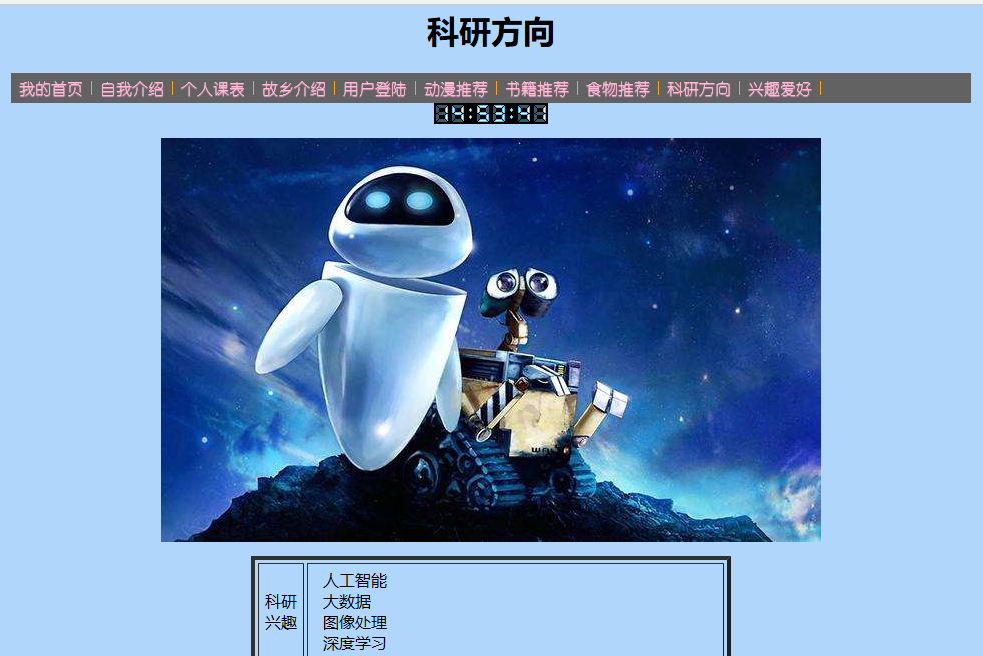 科研方向
我的首页 自我介绍 个人课表 故乡介绍 用户登陆 动漫推荐 书籍推荐 食物推荐 科研方向 兴趣爱好
14:53:41
科研
兴趣
人工智能
大数据
图像处理
深度学习